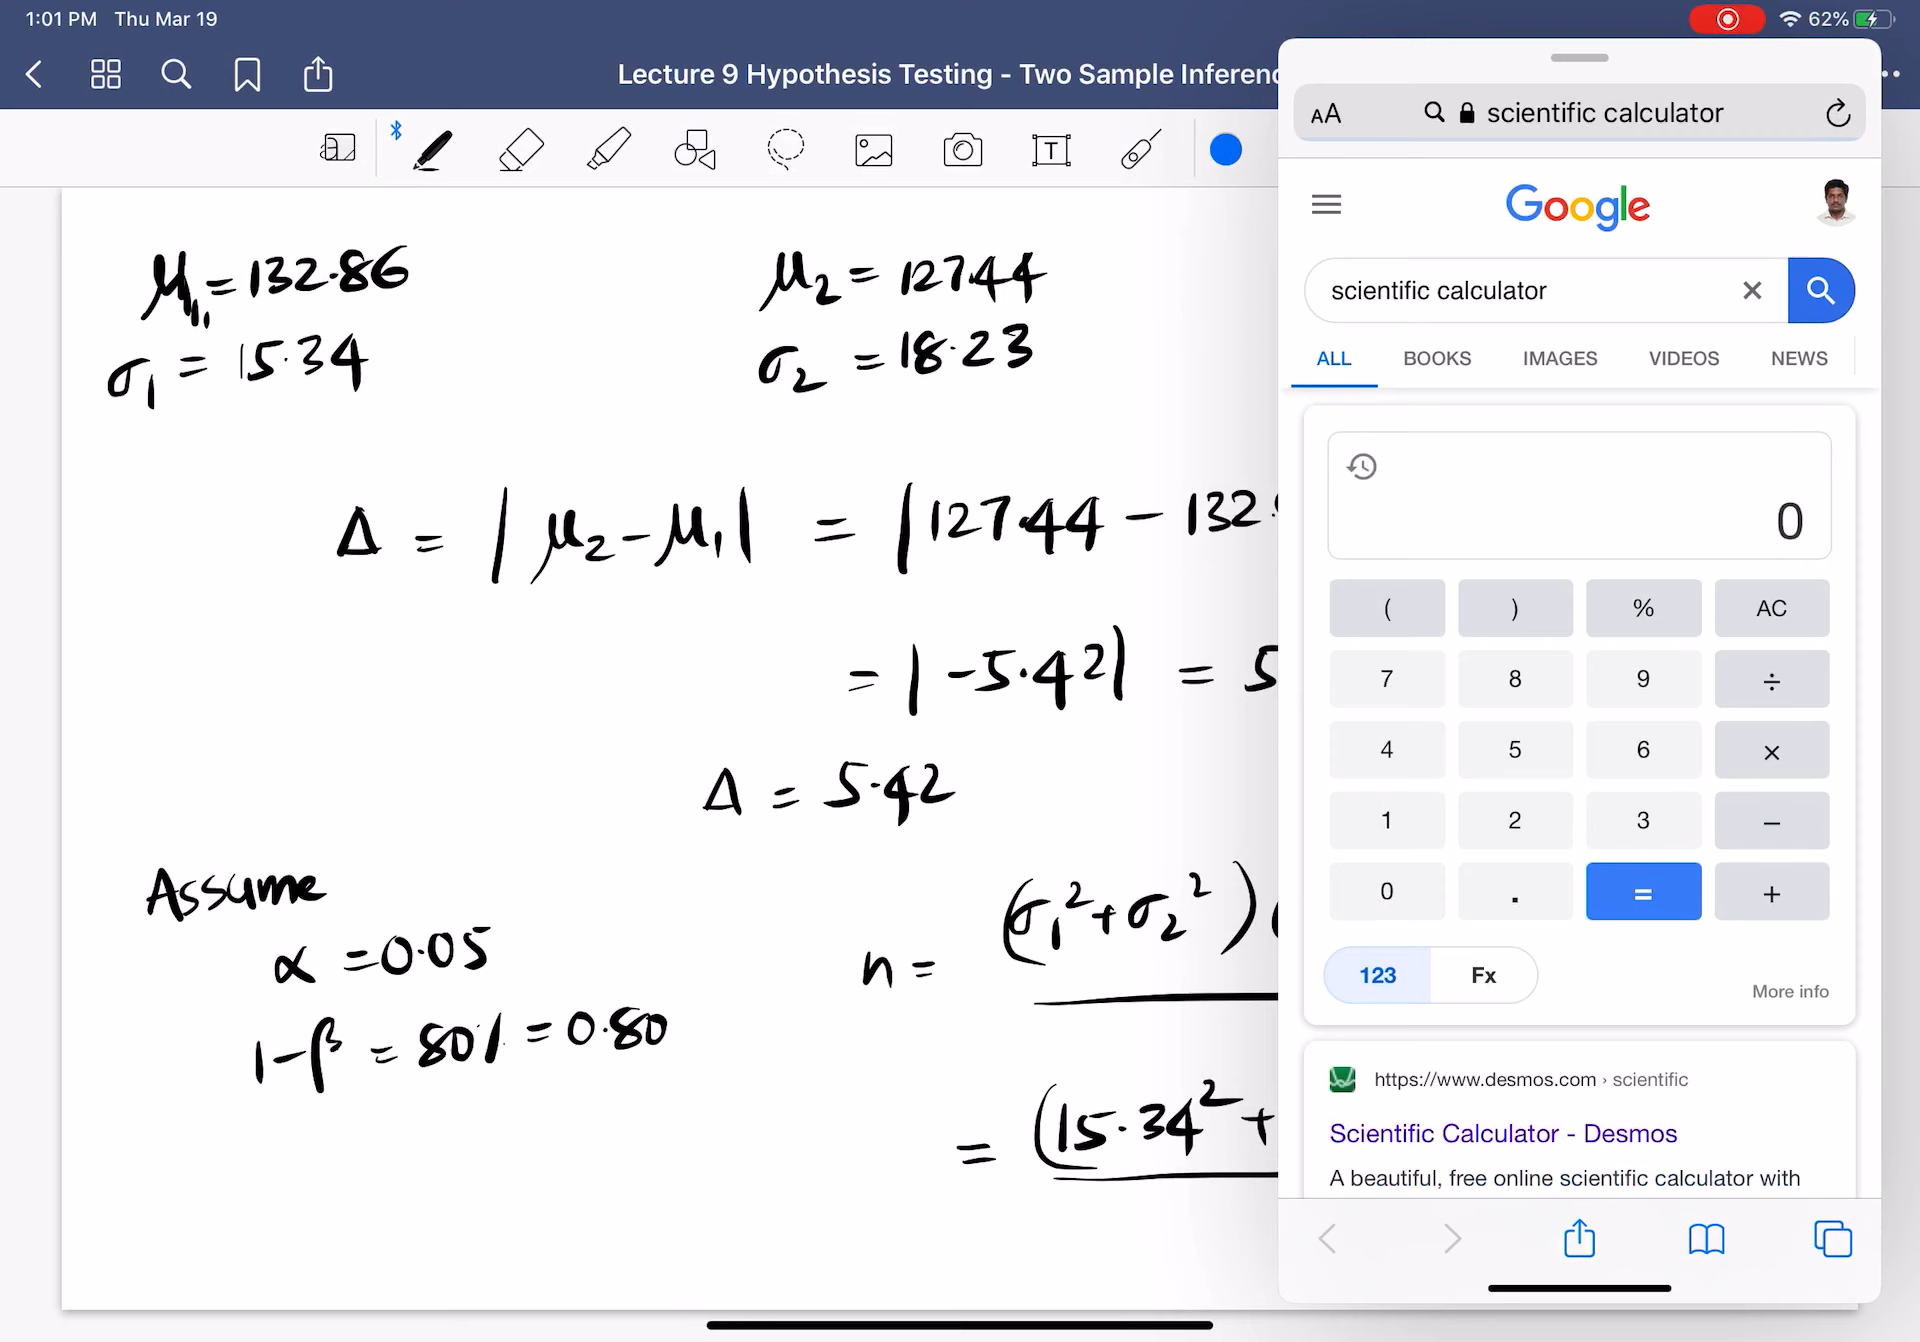 1:01 PM Thu Mar 19
62%
Lecture 9 Hypothesis Testing - Two Sample Inferenc
a
T
μ₁ = 132.86
μ₂ = 127.44
σ₁ = 15.34
σ₂ = 18.23
Δ = | μ₂ - μ₁ | = | 127.44 - 132.
= | -5.42 | = 5
Δ = 5.42
Assume
α = 0.05
1-β = 80% = 0.80
n = (σ₁² + σ₂²) (
= (15.34² +
AA scientific calculator
Google
scientific calculator
ALL BOOKS IMAGES VIDEOS NEWS
0
( ) % AC
7 8 9 ÷
4 5 6 ×
1 2 3 −
0 . = +
123 Fx
More info
https://www.desmos.com › scientific
Scientific Calculator - Desmos
A beautiful, free online scientific calculator with